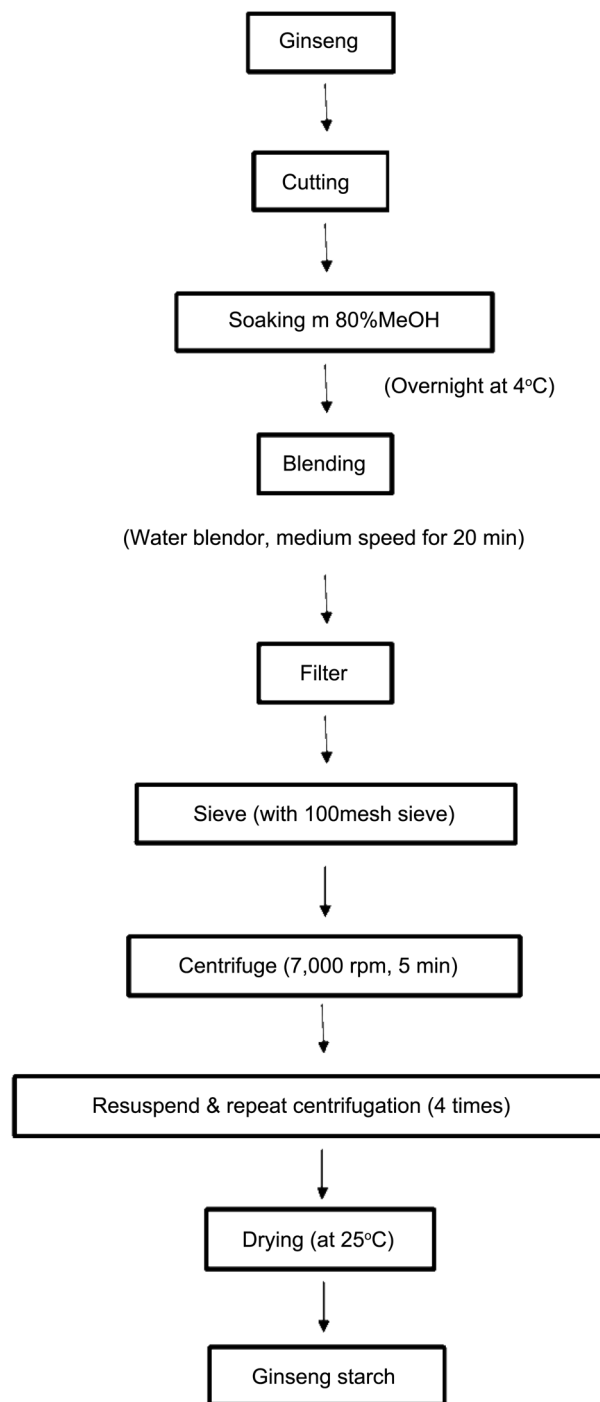 Ginseng
Cutting
Soaking m 80%MeOH
(Overnight at 4°C)
Blending
(Water blendor, medium speed for 20 min)
Filter
Sieve (with 100mesh sieve)
Centrifuge (7,000 rpm, 5 min)
Resuspend & repeat centrifugation (4 times)
Drying (at 25°C)
Ginseng starch